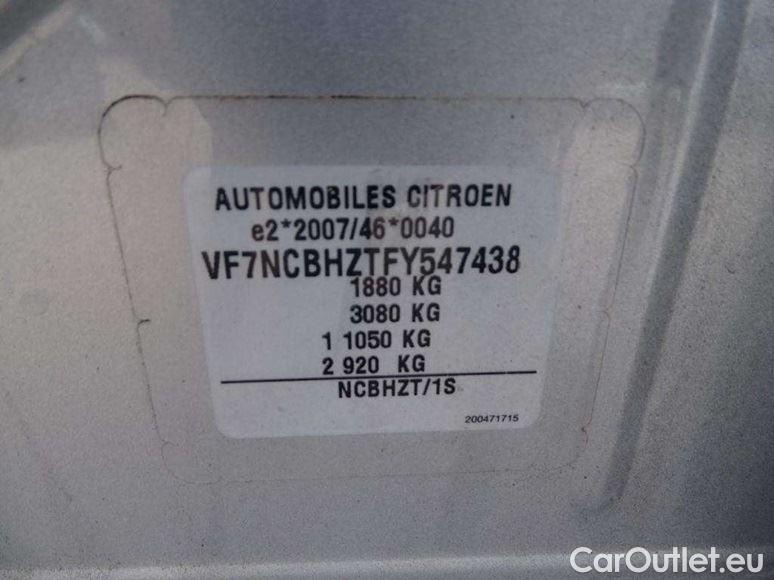 AUTOMOBILES CITROEN
e2*2007/46*0040
VF7NCBHZTFY547438
1880 KG
3080 KG
1 1050 KG
2 920 KG
NCBHZT/1S
200471715
CarOutlet.eu